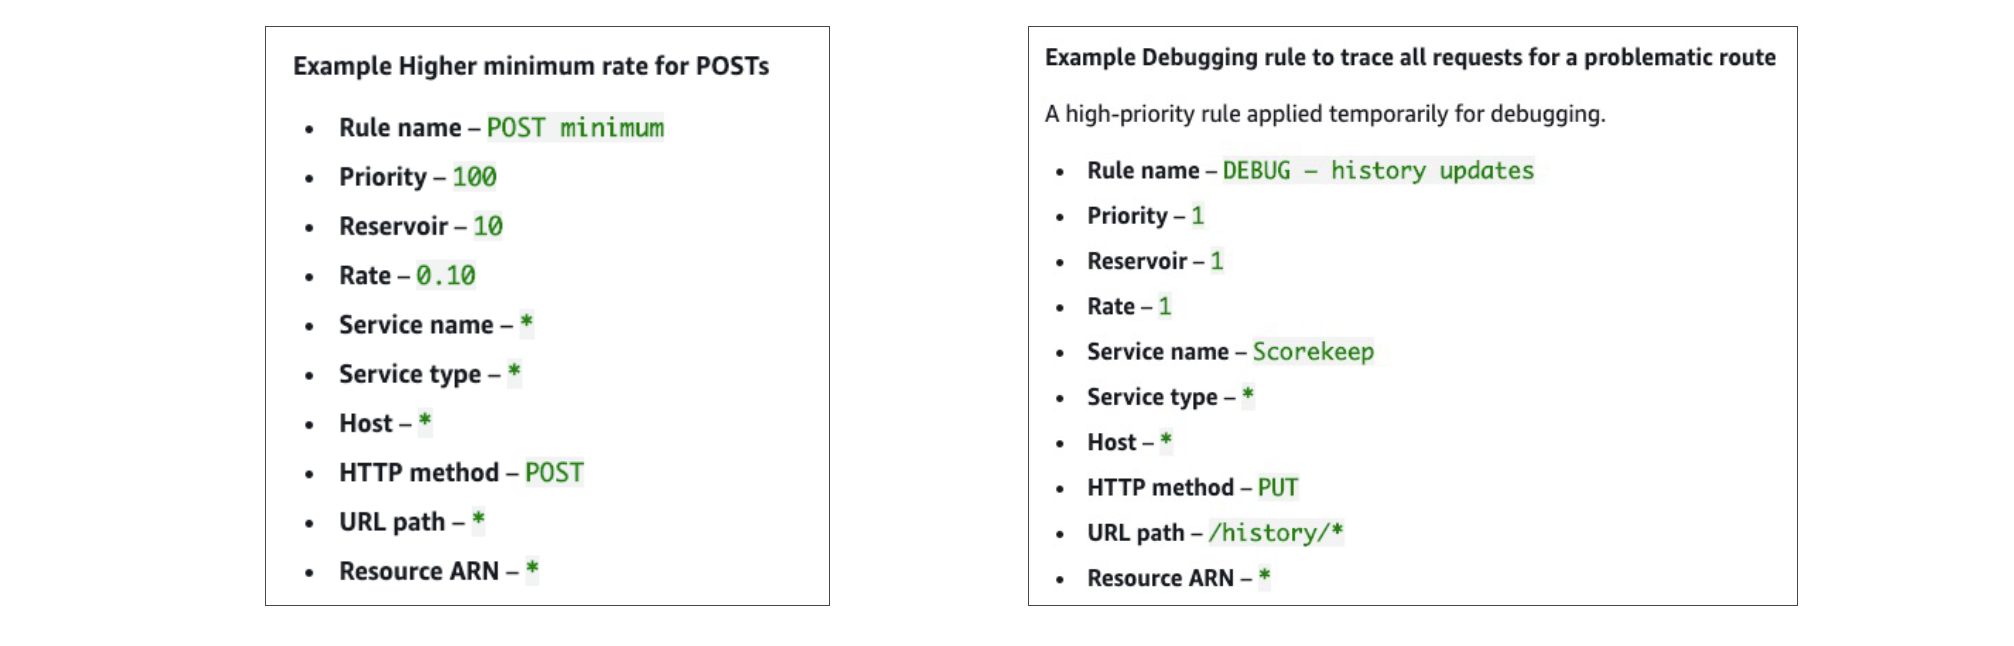 Example Higher minimum rate for POSTs
• Rule name – POST minimum
• Priority – 100
• Reservoir – 10
• Rate – 0.10
• Service name – *
• Service type – *
• Host – *
• HTTP method – POST
• URL path – *
• Resource ARN – *
Example Debugging rule to trace all requests for a problematic route
A high-priority rule applied temporarily for debugging.
• Rule name – DEBUG – history updates
• Priority – 1
• Reservoir – 1
• Rate – 1
• Service name – Scorekeep
• Service type – *
• Host – *
• HTTP method – PUT
• URL path – /history/*
• Resource ARN – *